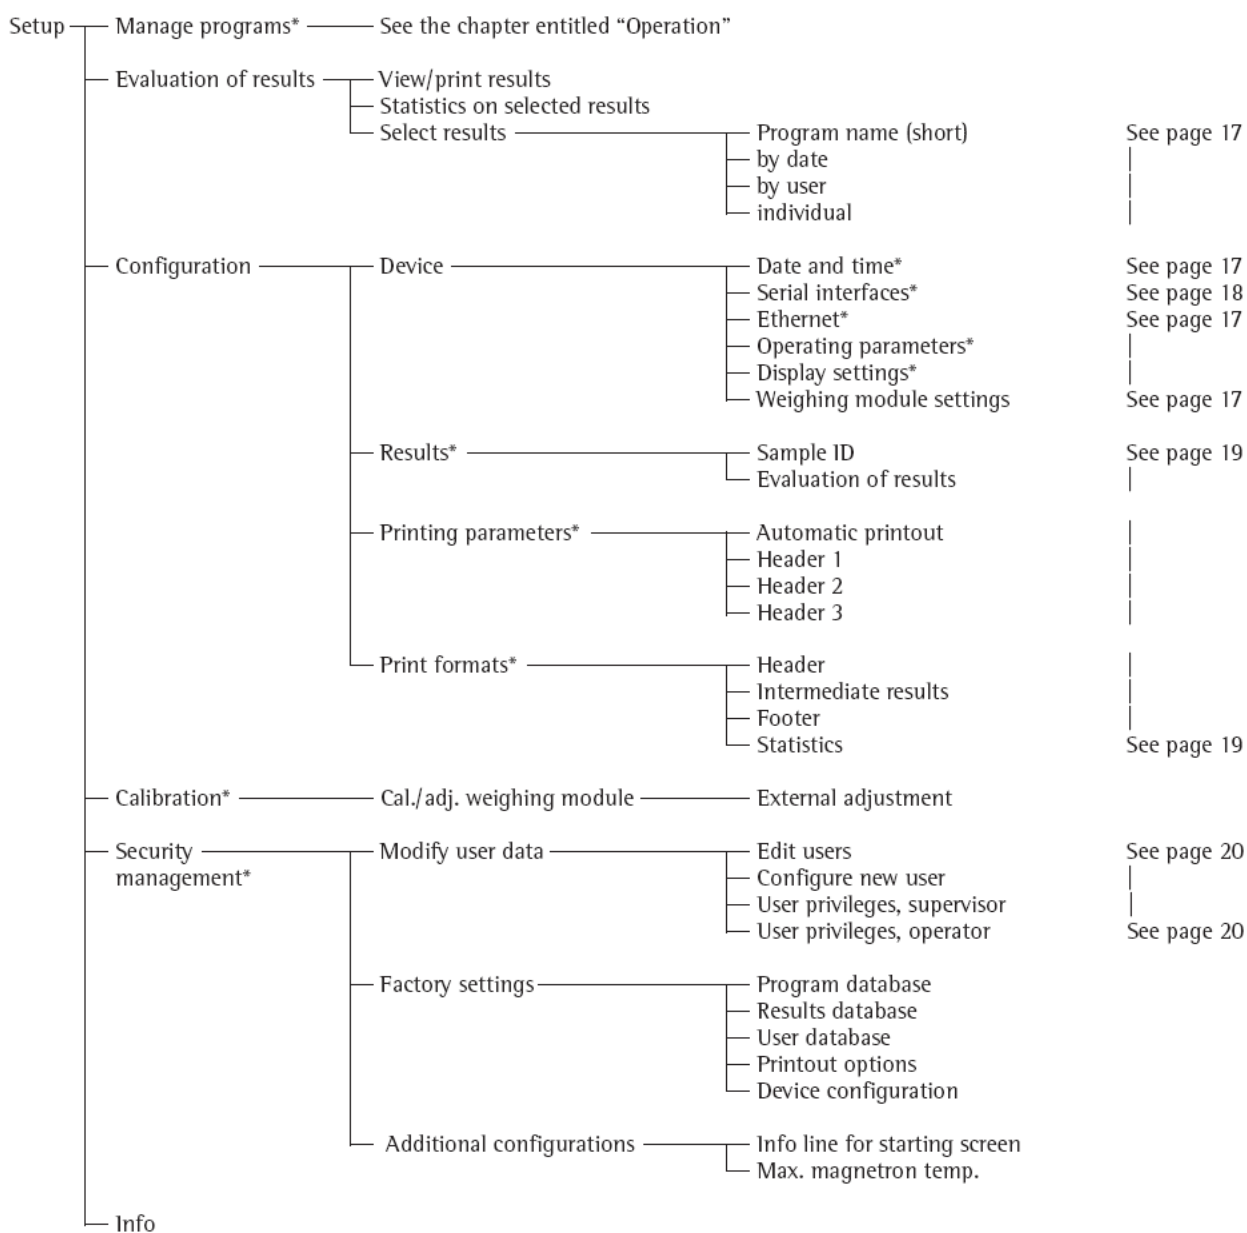 Setup Manage programs* See the chapter entitled “Operation”
Evaluation of results View/print results
Statistics on selected results
Select results Program name (short) See page 17
by date
by user
individual
Configuration Device Date and time* See page 17
Serial interfaces* See page 18
Ethernet* See page 17
Operating parameters*
Display settings*
Weighing module settings See page 17
Results* Sample ID See page 19
Evaluation of results
Printing parameters* Automatic printout
Header 1
Header 2
Header 3
Print formats* Header
Intermediate results
Footer
Statistics See page 19
Calibration* Cal./adj. weighing module External adjustment
Security Modify user data Edit users See page 20
management* Configure new user
User privileges, supervisor
User privileges, operator See page 20
Factory settings Program database
Results database
User database
Printout options
Device configuration
Additional configurations Info line for starting screen
Max. magnetron temp.
Info